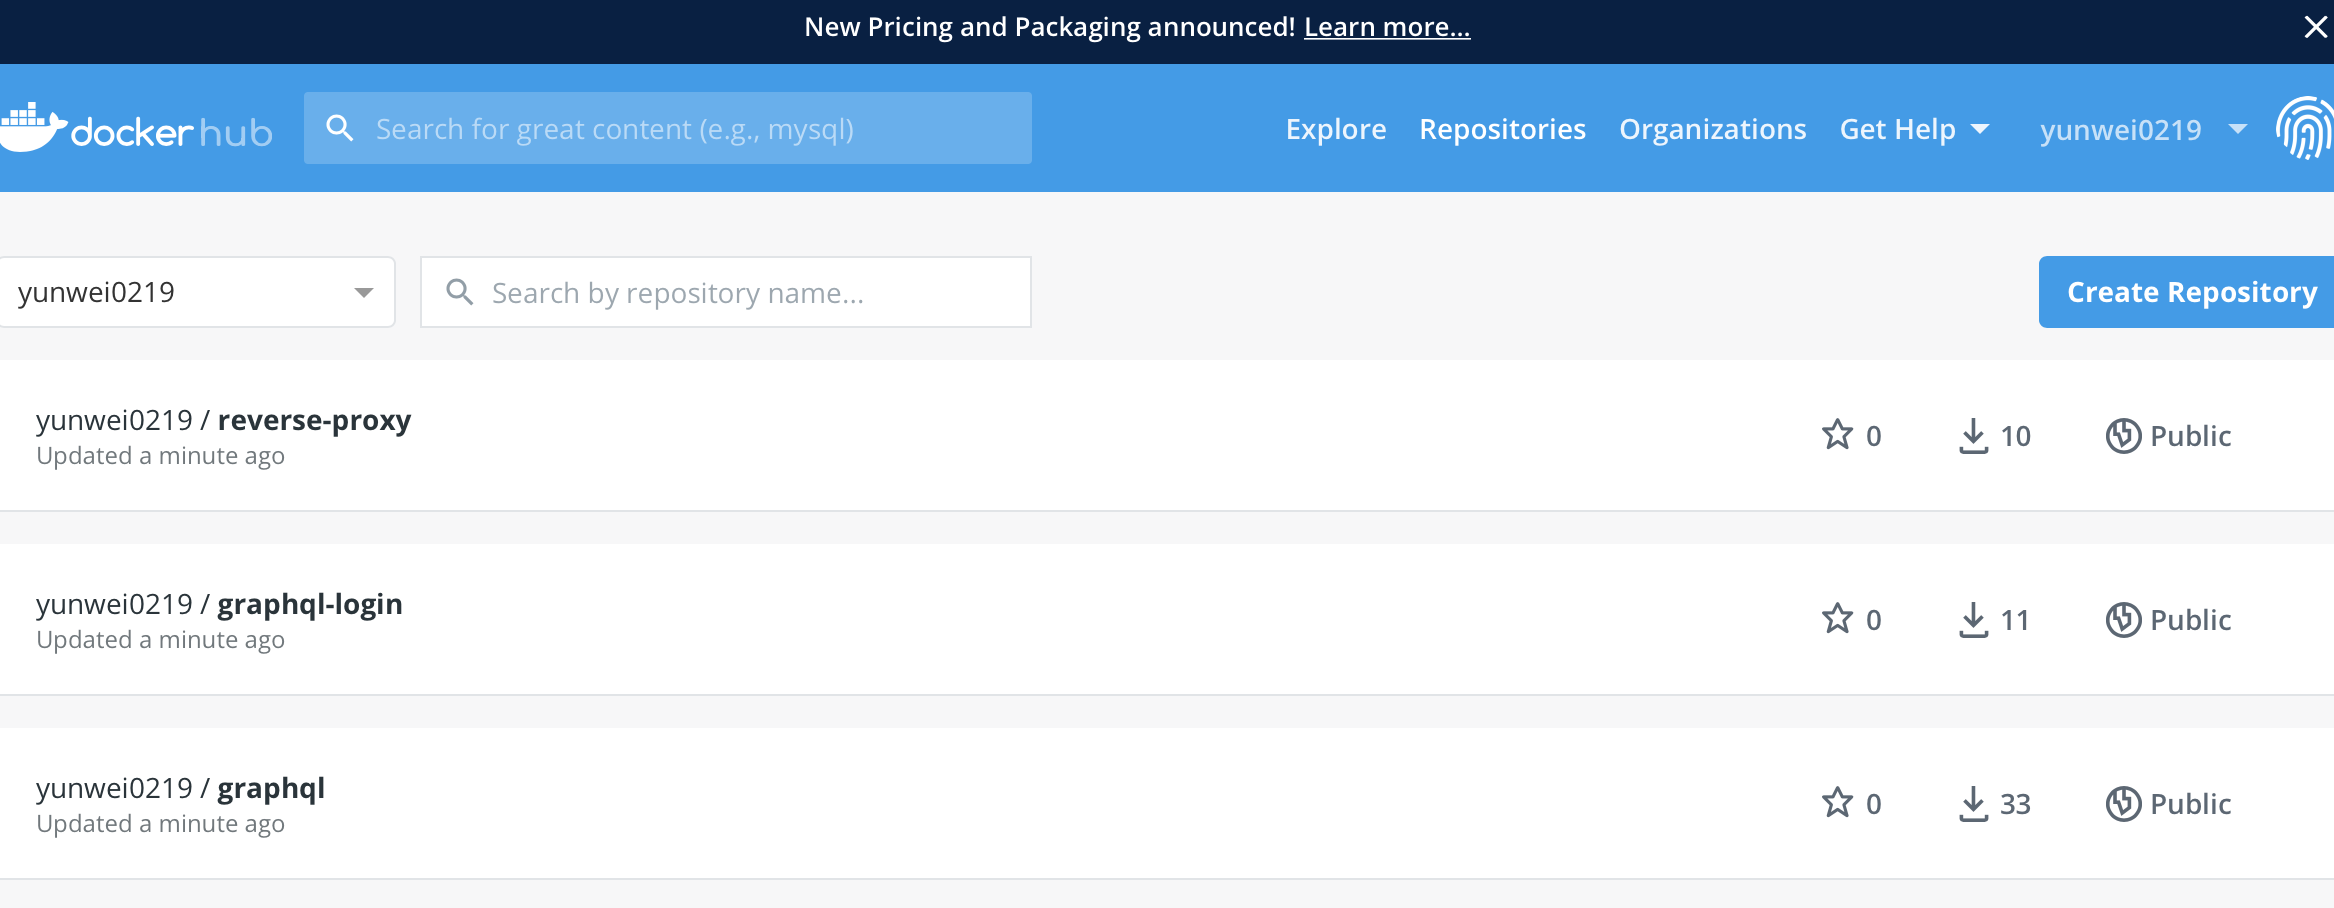 New Pricing and Packaging announced! Learn more...
docker hub
Search for great content (e.g., mysql)
Explore Repositories Organizations Get Help yunwei0219
yunwei0219
Search by repository name...
Create Repository
yunwei0219 / reverse-proxy
Updated a minute ago
0 10 Public
yunwei0219 / graphql-login
Updated a minute ago
0 11 Public
yunwei0219 / graphql
Updated a minute ago
0 33 Public